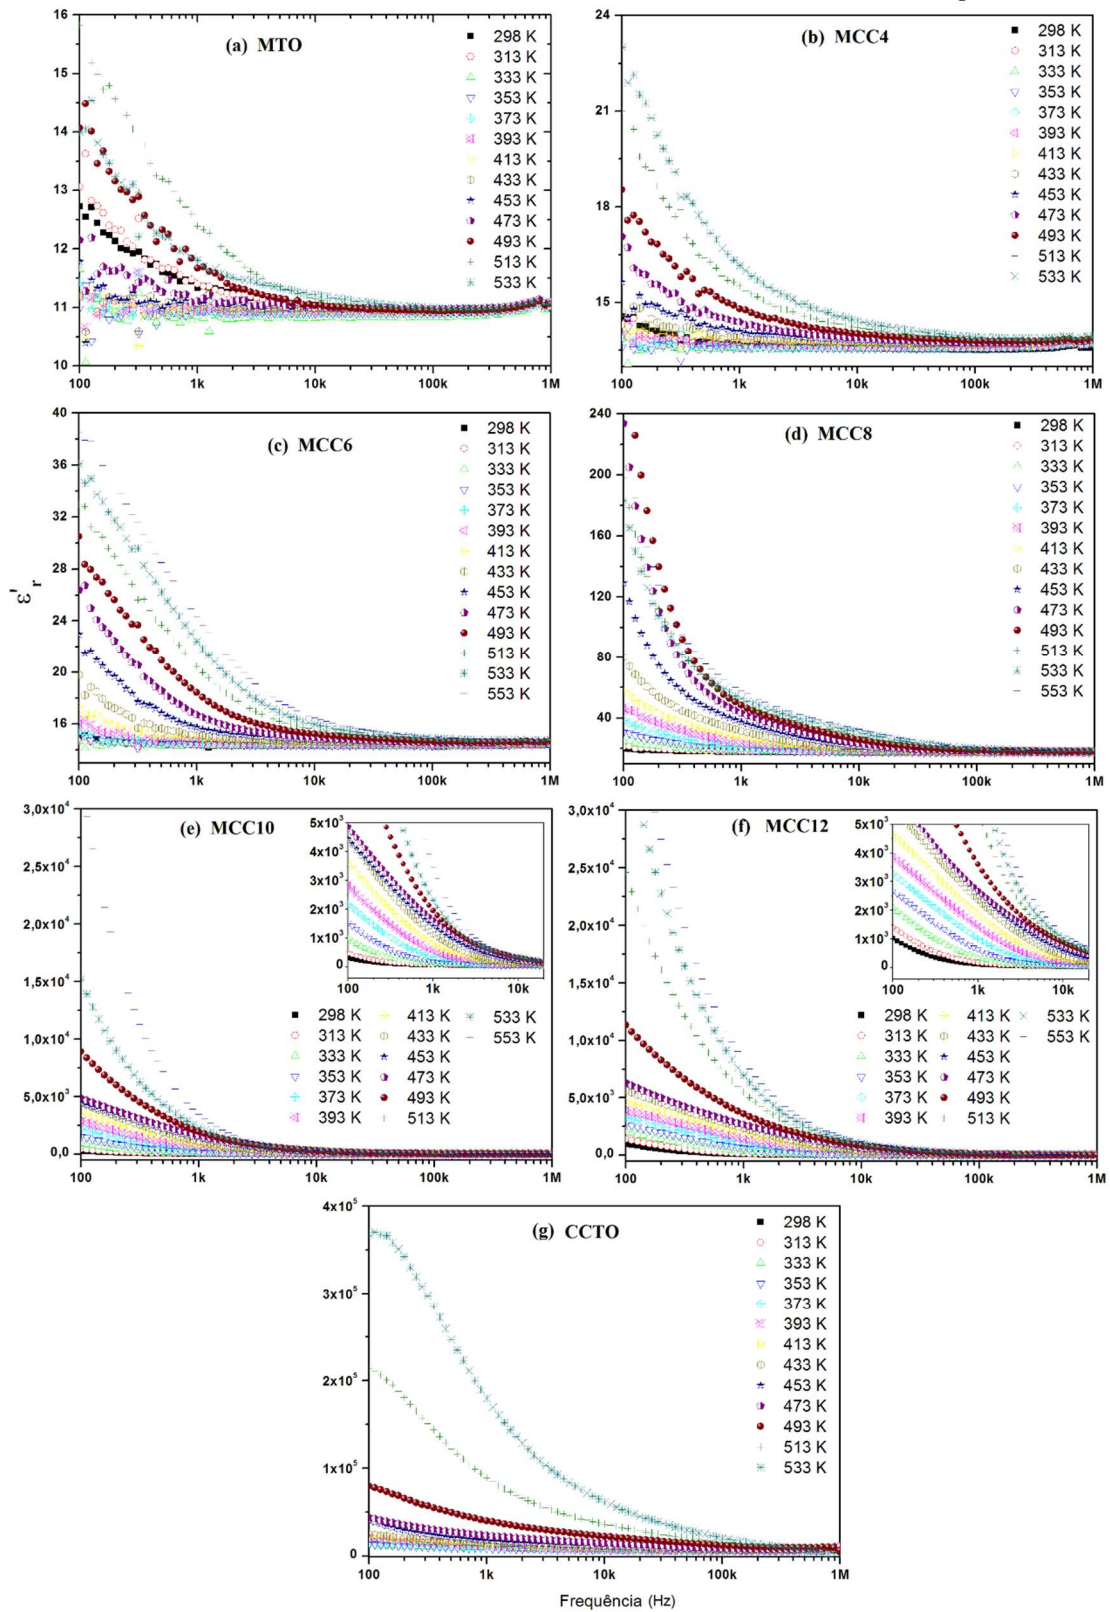 (a) MTO
16
15
14
13
12
11
10
100
1k
10k
100k
1M
298 K
313 K
333 K
353 K
373 K
393 K
413 K
433 K
453 K
473 K
493 K
513 K
533 K
(b) MCC4
24
21
18
15
100
1k
10k
100k
1M
298 K
313 K
333 K
353 K
373 K
393 K
413 K
433 K
453 K
473 K
493 K
513 K
533 K
ε'r
(c) MCC6
40
36
32
28
24
20
16
100
1k
10k
100k
1M
298 K
313 K
333 K
353 K
373 K
393 K
413 K
433 K
453 K
473 K
493 K
513 K
533 K
553 K
(d) MCC8
240
200
160
120
80
40
100
1k
10k
100k
1M
298 K
313 K
333 K
353 K
373 K
393 K
413 K
433 K
453 K
473 K
493 K
513 K
533 K
553 K
(e) MCC10
3,0x10⁴
2,5x10⁴
2,0x10⁴
1,5x10⁴
1,0x10⁴
5,0x10³
0,0
100
1k
10k
100k
1M
5x10³
4x10³
3x10³
2x10³
1x10³
0
100
1k
10k
298 K
313 K
333 K
353 K
373 K
393 K
413 K
433 K
453 K
473 K
493 K
513 K
533 K
553 K
(f) MCC12
3,0x10⁴
2,5x10⁴
2,0x10⁴
1,5x10⁴
1,0x10⁴
5,0x10³
0,0
100
1k
10k
100k
1M
5x10³
4x10³
3x10³
2x10³
1x10³
0
100
1k
10k
298 K
313 K
333 K
353 K
373 K
393 K
413 K
433 K
453 K
473 K
493 K
513 K
533 K
553 K
(g) CCTO
4x10⁵
3x10⁵
2x10⁵
1x10⁵
0
100
1k
10k
100k
1M
298 K
313 K
333 K
353 K
373 K
393 K
413 K
433 K
453 K
473 K
493 K
513 K
533 K
Frequência (Hz)